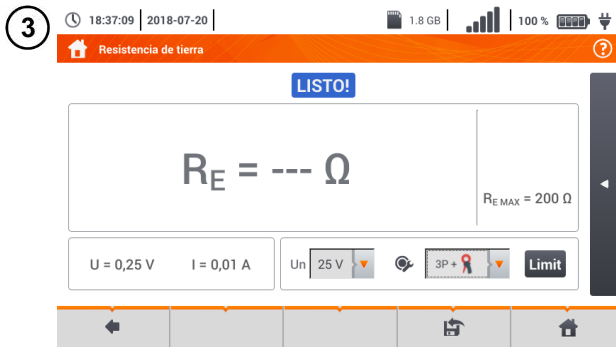 3
18:37:09 2018-07-20 1.8 GB 100 %
Resistencia de tierra ?
LISTO!
RE = --- Ω
RE MAX = 200 Ω
U = 0,25 V I = 0,01 A Un 25 V 3P + Limit